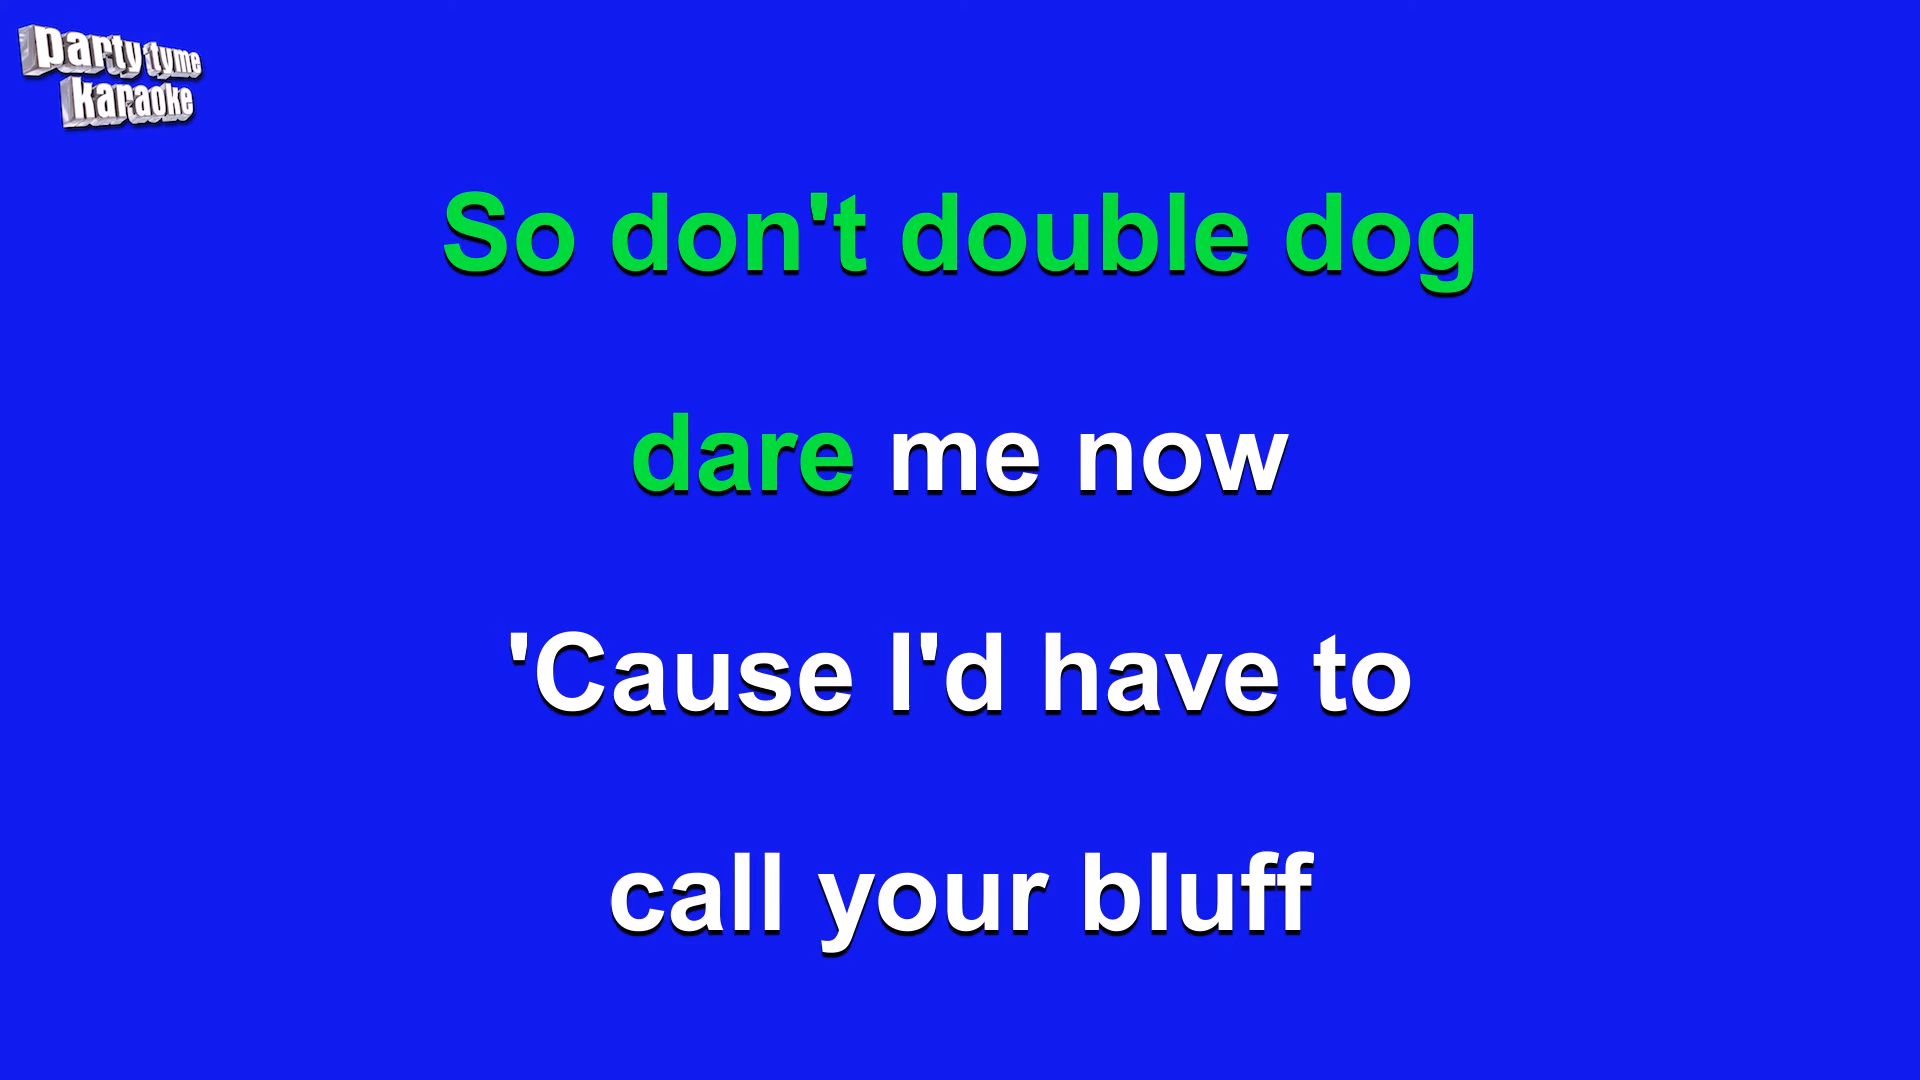 party tyme
karaoke
So don't double dog
dare me now
'Cause I'd have to
call your bluff